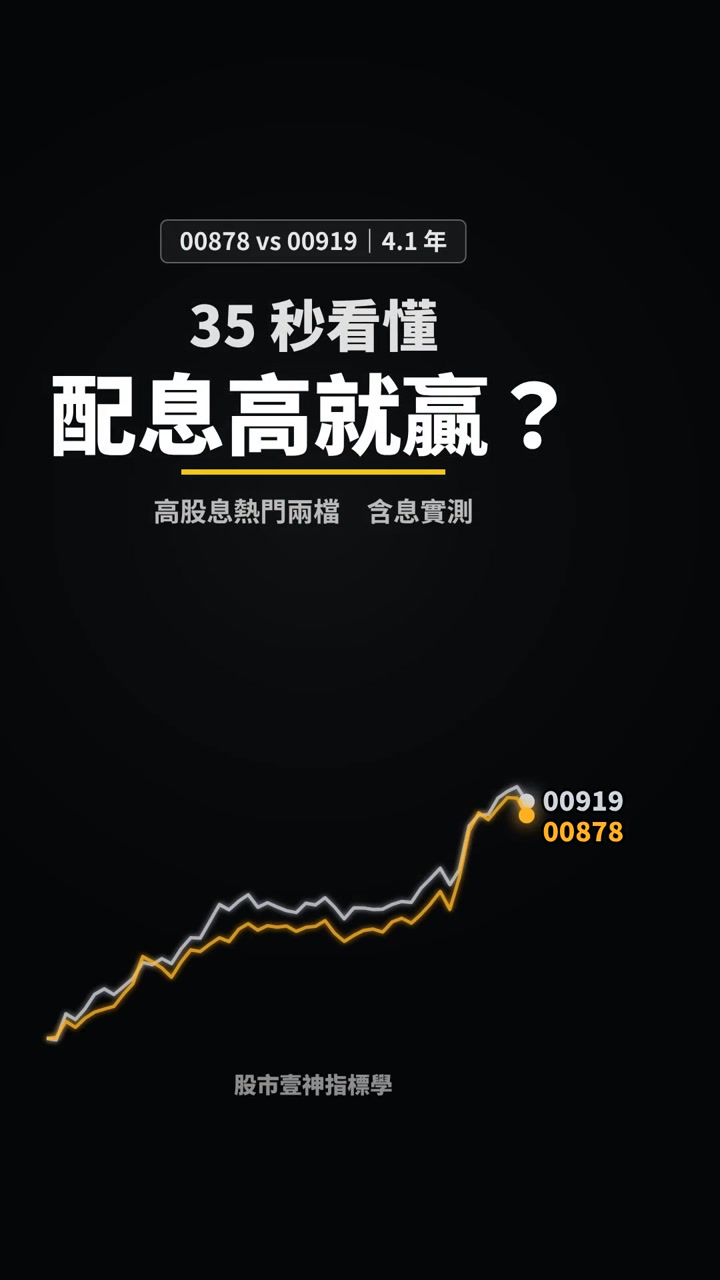 00878 vs 00919｜4.1 年
35 秒看懂
配息高就贏？
高股息熱門兩檔　含息實測
00919
00878
股市壹神指標學